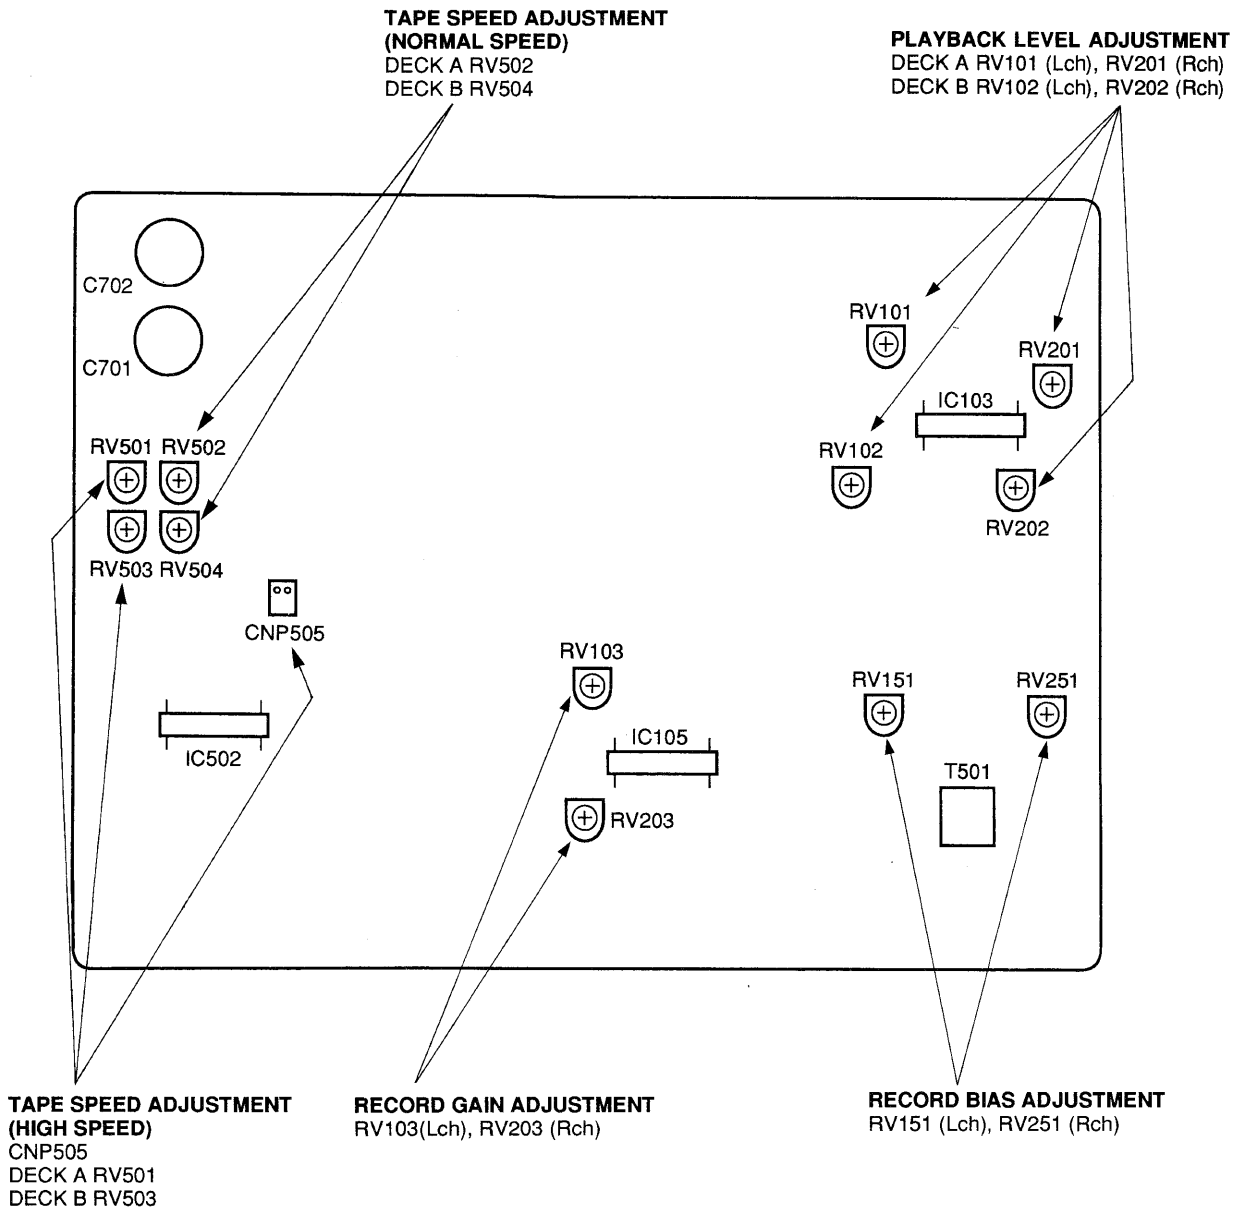 TAPE SPEED ADJUSTMENT
(NORMAL SPEED)
DECK A RV502
DECK B RV504
PLAYBACK LEVEL ADJUSTMENT
DECK A RV101 (Lch), RV201 (Rch)
DECK B RV102 (Lch), RV202 (Rch)
C702
C701
RV101
RV201
IC103
RV501 RV502
RV102
RV202
RV503 RV504
CNP505
RV103
RV151
RV251
IC502
IC105
T501
RV203
TAPE SPEED ADJUSTMENT
(HIGH SPEED)
CNP505
DECK A RV501
DECK B RV503
RECORD GAIN ADJUSTMENT
RV103(Lch), RV203 (Rch)
RECORD BIAS ADJUSTMENT
RV151 (Lch), RV251 (Rch)